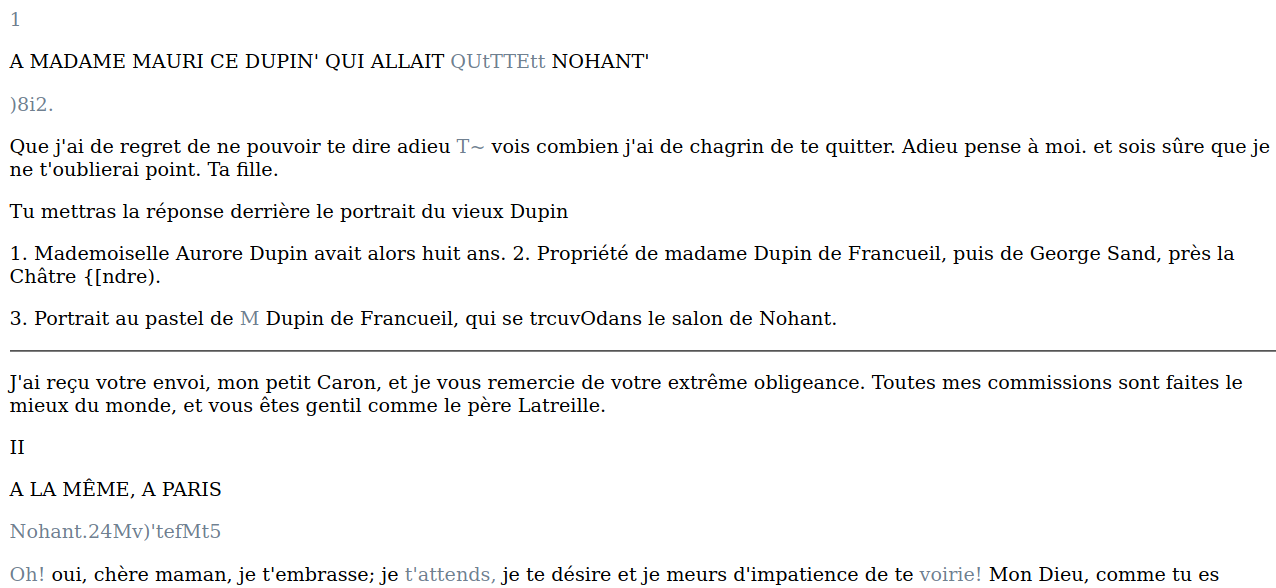 1
A MADAME MAURI CE DUPIN' QUI ALLAIT QUtTTEtt NOHANT'
)8i2.
Que j'ai de regret de ne pouvoir te dire adieu T~ vois combien j'ai de chagrin de te quitter. Adieu pense à moi. et sois sûre que je
ne t'oublierai point. Ta fille.
Tu mettras la réponse derrière le portrait du vieux Dupin
1. Mademoiselle Aurore Dupin avait alors huit ans. 2. Propriété de madame Dupin de Francueil, puis de George Sand, près la
Châtre {[ndre).
3. Portrait au pastel de M Dupin de Francueil, qui se trcuvOdans le salon de Nohant.
J'ai reçu votre envoi, mon petit Caron, et je vous remercie de votre extrême obligeance. Toutes mes commissions sont faites le
mieux du monde, et vous êtes gentil comme le père Latreille.
II
A LA MÊME, A PARIS
Nohant.24Mv)'tefMt5
Oh! oui, chère maman, je t'embrasse; je t'attends, je te désire et je meurs d'impatience de te voirie! Mon Dieu, comme tu es